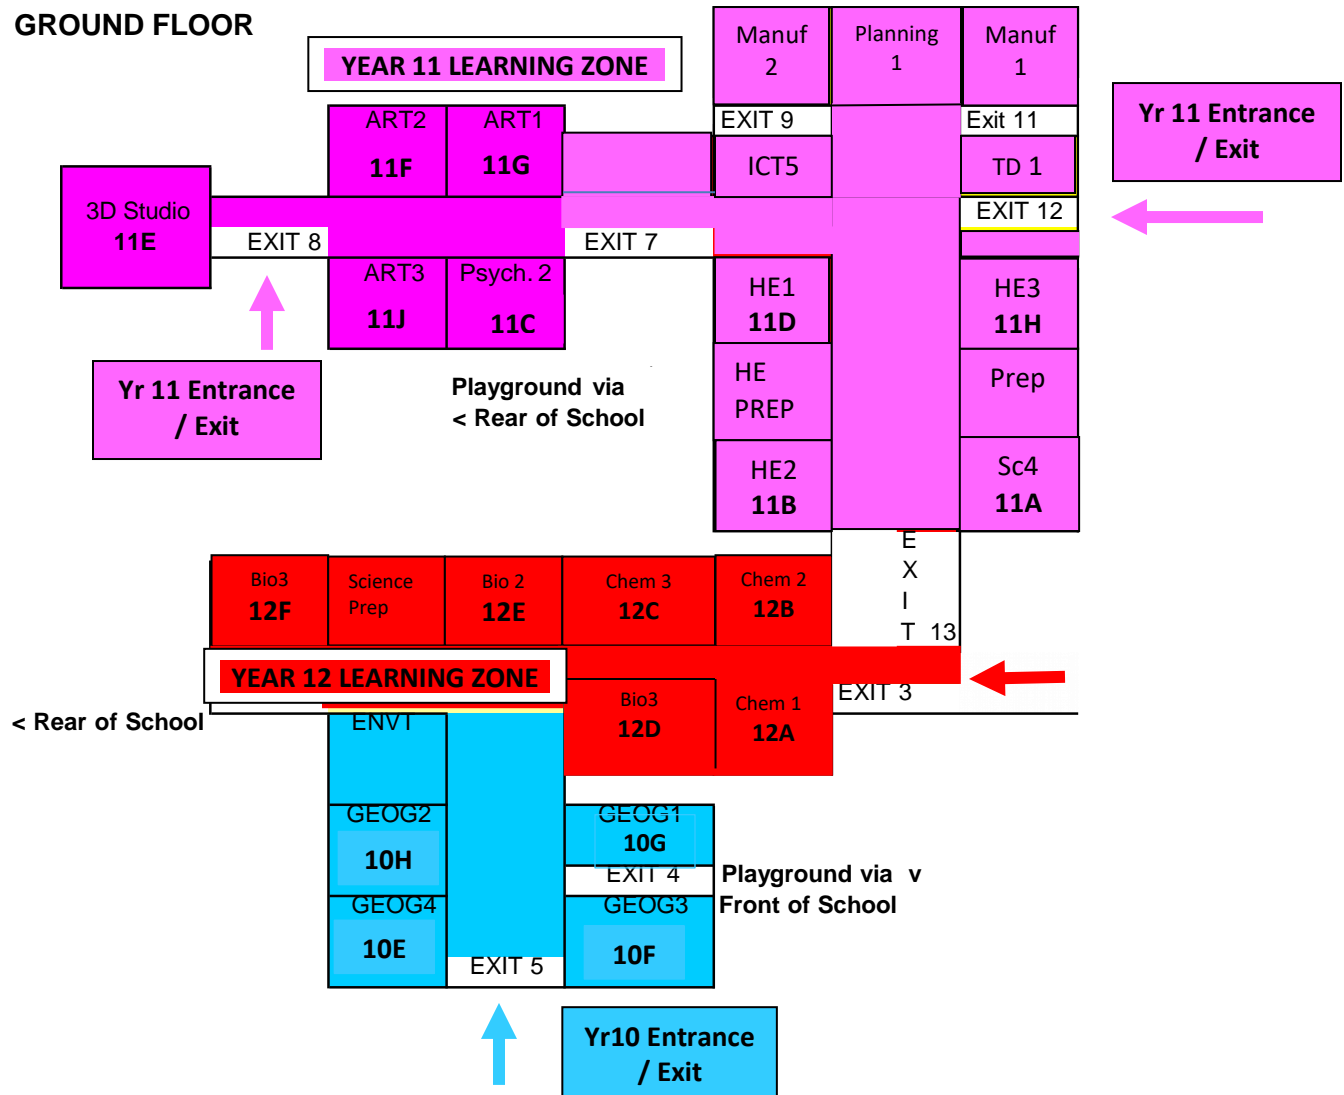 GROUND FLOOR
YEAR 11 LEARNING ZONE
Manuf
2
Planning
1
Manuf
1
EXIT 9
Exit 11
Yr 11 Entrance
/ Exit
ART2
11F
ART1
11G
ICT5
TD 1
3D Studio
11E
EXIT 12
EXIT 8
EXIT 7
ART3
11J
Psych. 2
11C
HE1
11D
HE3
11H
Yr 11 Entrance
/ Exit
Playground via
< Rear of School
HE
PREP
Prep
HE2
11B
Sc4
11A
E
X
I
T 13
Bio3
12F
Science
Prep
Bio 2
12E
Chem 3
12C
Chem 2
12B
YEAR 12 LEARNING ZONE
EXIT 3
Bio3
12D
Chem 1
12A
< Rear of School
ENVT
GEOG2
10H
GEOG1
10G
EXIT 4
Playground via v
Front of School
GEOG4
10E
GEOG3
10F
EXIT 5
Yr10 Entrance
/ Exit